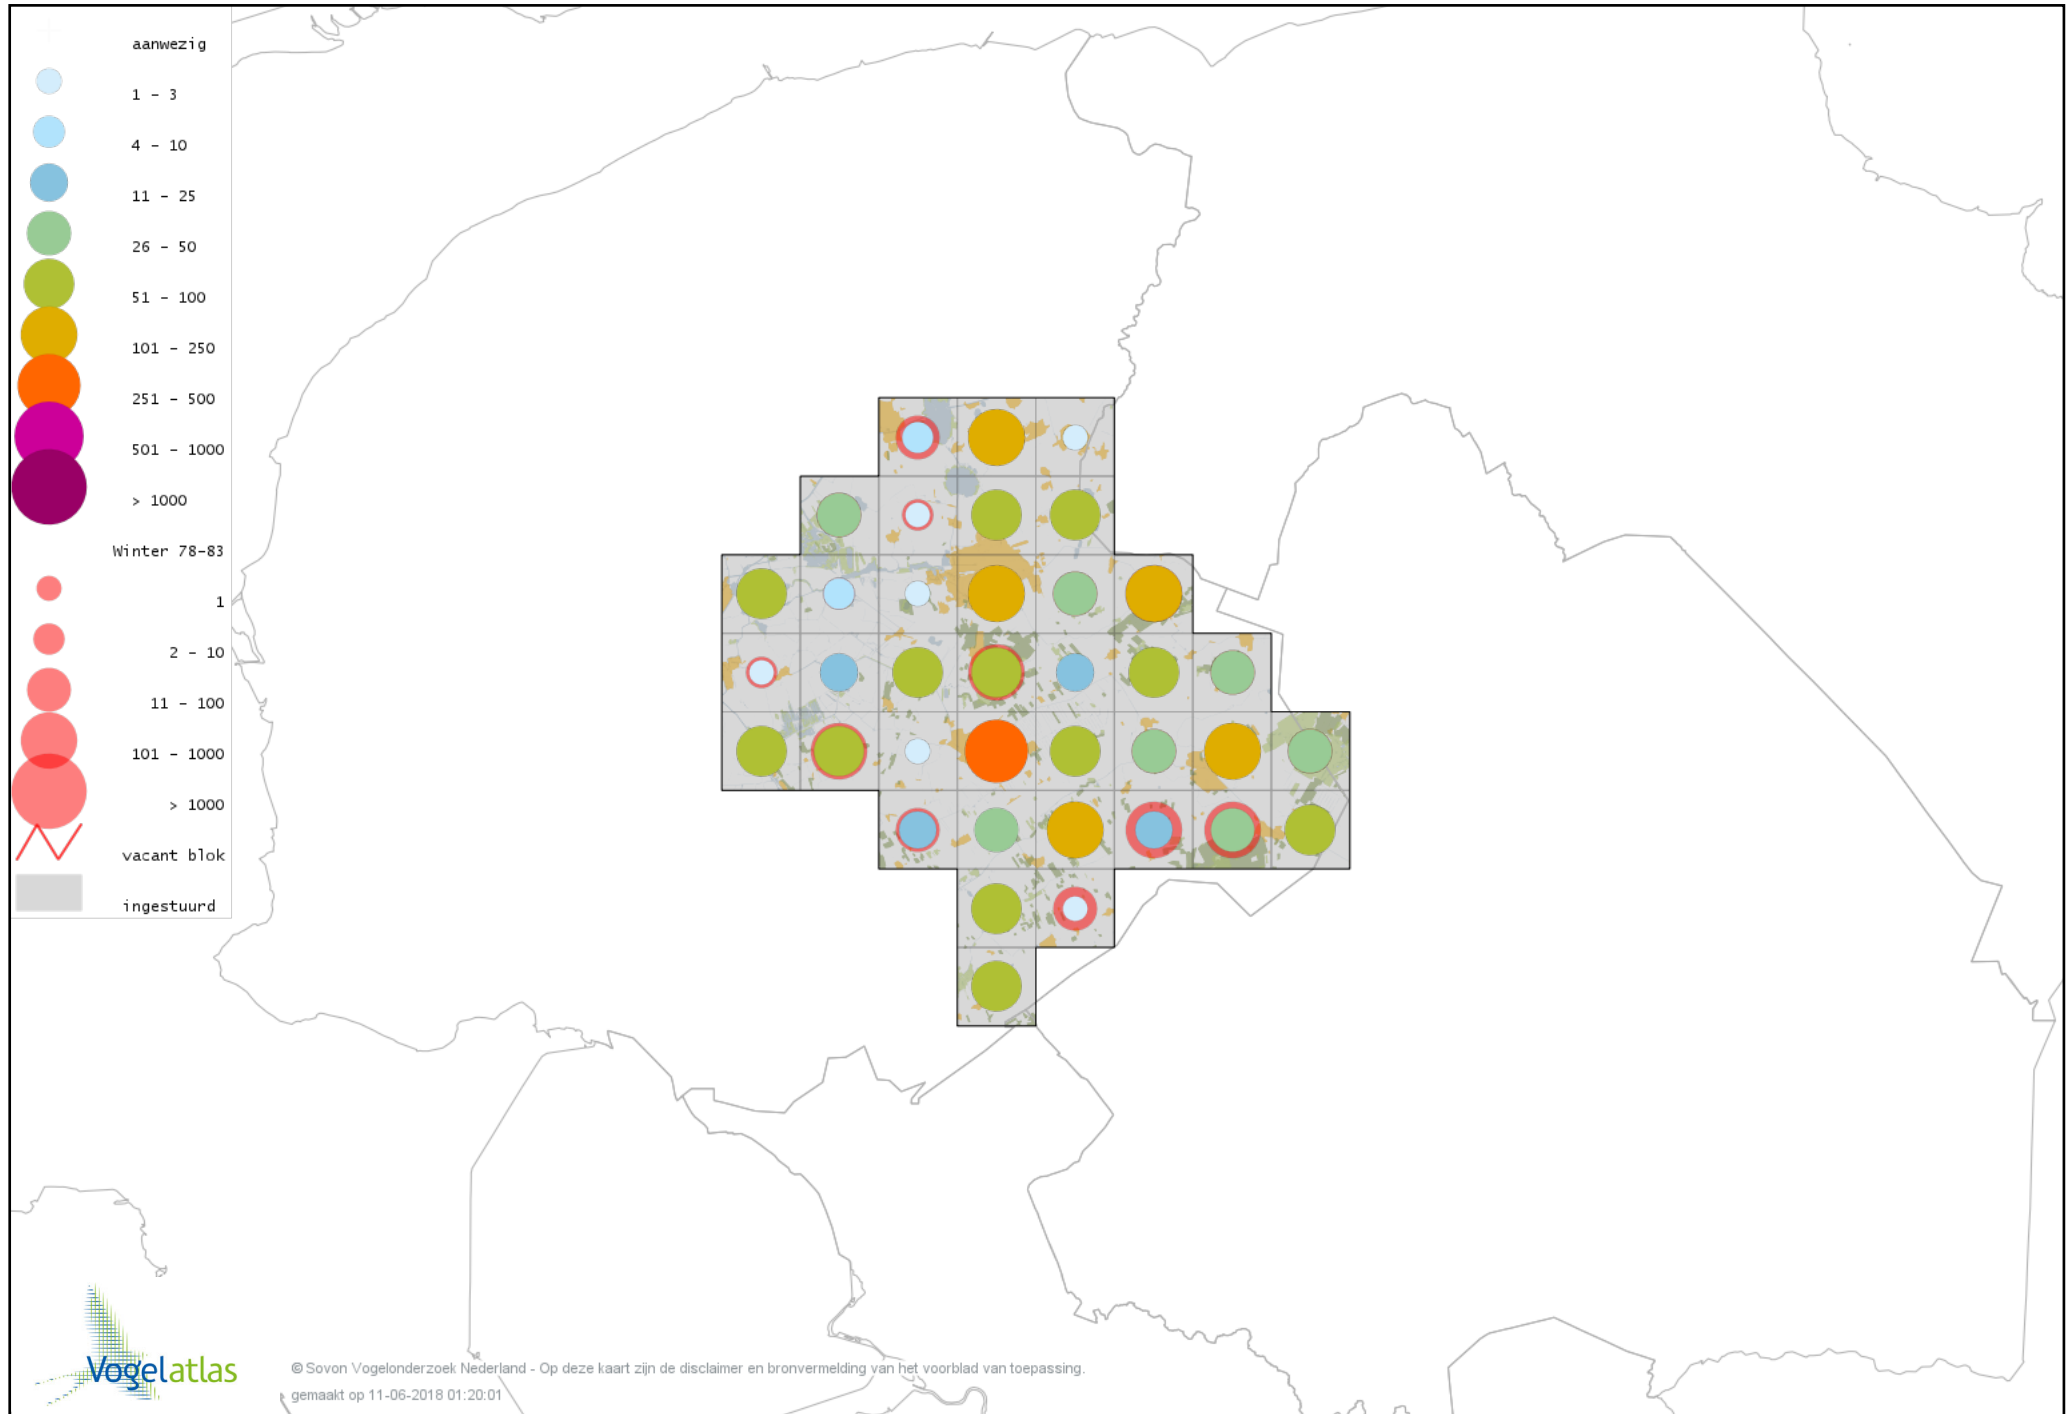 aanwezig
1 - 3
4 - 10
11 - 25
26 - 50
51 - 100
101 - 250
251 - 500
501 - 1000
> 1000
Winter 78-83
1
2 - 10
11 - 100
101 - 1000
> 1000
vacant blok
ingestuurd
Vogelatlas
© Sovon Vogelonderzoek Nederland - Op deze kaart zijn de disclaimer en bronvermelding van het voorblad van toepassing.
gemaakt op 11-06-2018 01:20:01